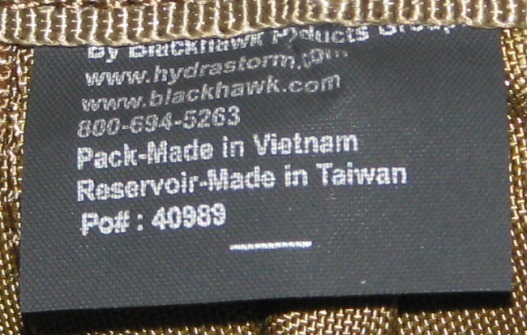 By Blackhawk Products Group
www.hydrastorm.com
www.blackhawk.com
800-694-5263
Pack-Made in Vietnam
Reservoir-Made in Taiwan
Po# : 40989